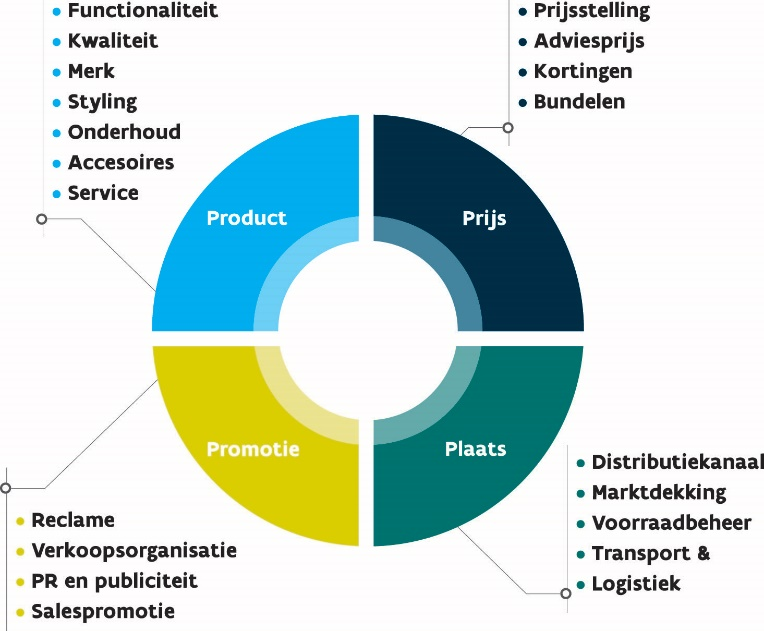 Functionaliteit
Kwaliteit
Merk
Styling
Onderhoud
Accesoires
Service
Prijsstelling
Adviesprijs
Kortingen
Bundelen
Product
Prijs
Promotie
Plaats
Reclame
Verkoopsorganisatie
PR en publiciteit
Salespromotie
Distributiekanaal
Marktdekking
Voorraadbeheer
Transport &
Logistiek